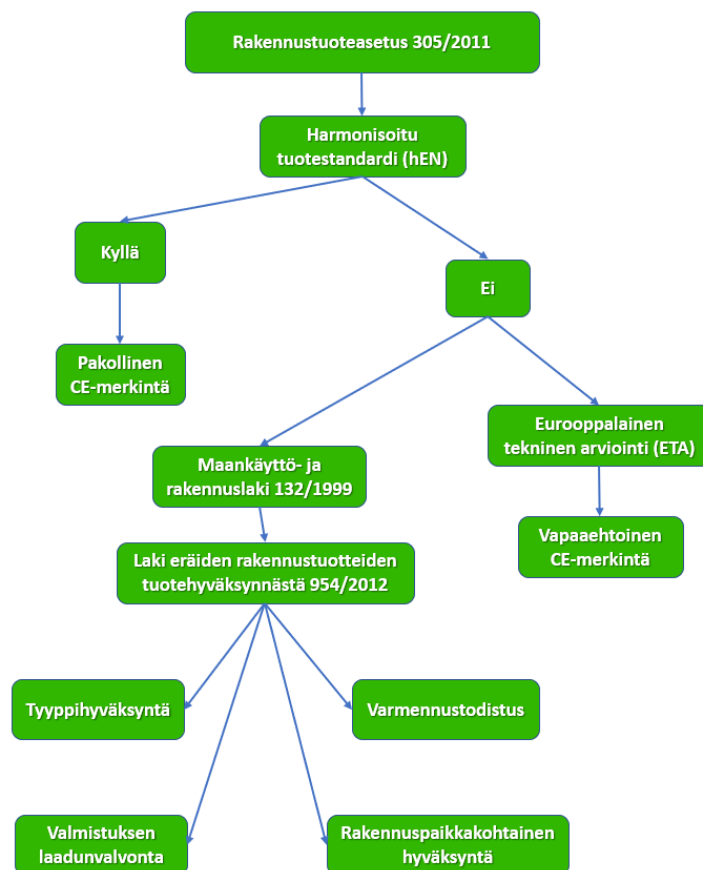 Rakennustuoteasetus 305/2011
Harmonisoitu
tuotestandardi (hEN)
Kyllä
Ei
Pakollinen
CE-merkintä
Eurooppalainen
tekninen arviointi (ETA)
Maankäyttö- ja
rakennuslaki 132/1999
Vapaaehtoinen
CE-merkintä
Laki eräiden rakennustuotteiden
tuotehyväksynnästä 954/2012
Tyyppihyväksyntä
Varmennustodistus
Valmistuksen
laadunvalvonta
Rakennuspaikkakohtainen
hyväksyntä